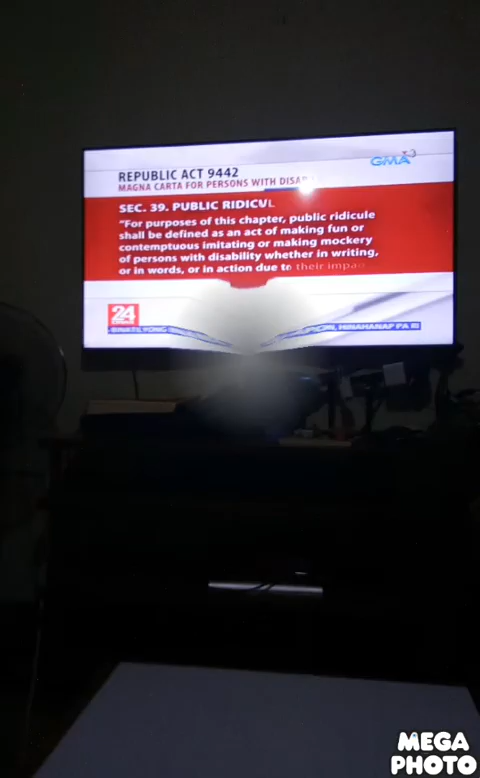 GMA
REPUBLIC ACT 9442
MAGNA CARTA FOR PERSONS WITH
SEC. 39. PUBLIC
"For purposes of this chapter, public ridicule
shall be defined as an act of making fun or
contemptuous imitating or making mockery
of persons with disability whether in writing,
or in words, or in action due to their
24
HINAHANAP PA RI
MEGA
PHOTO